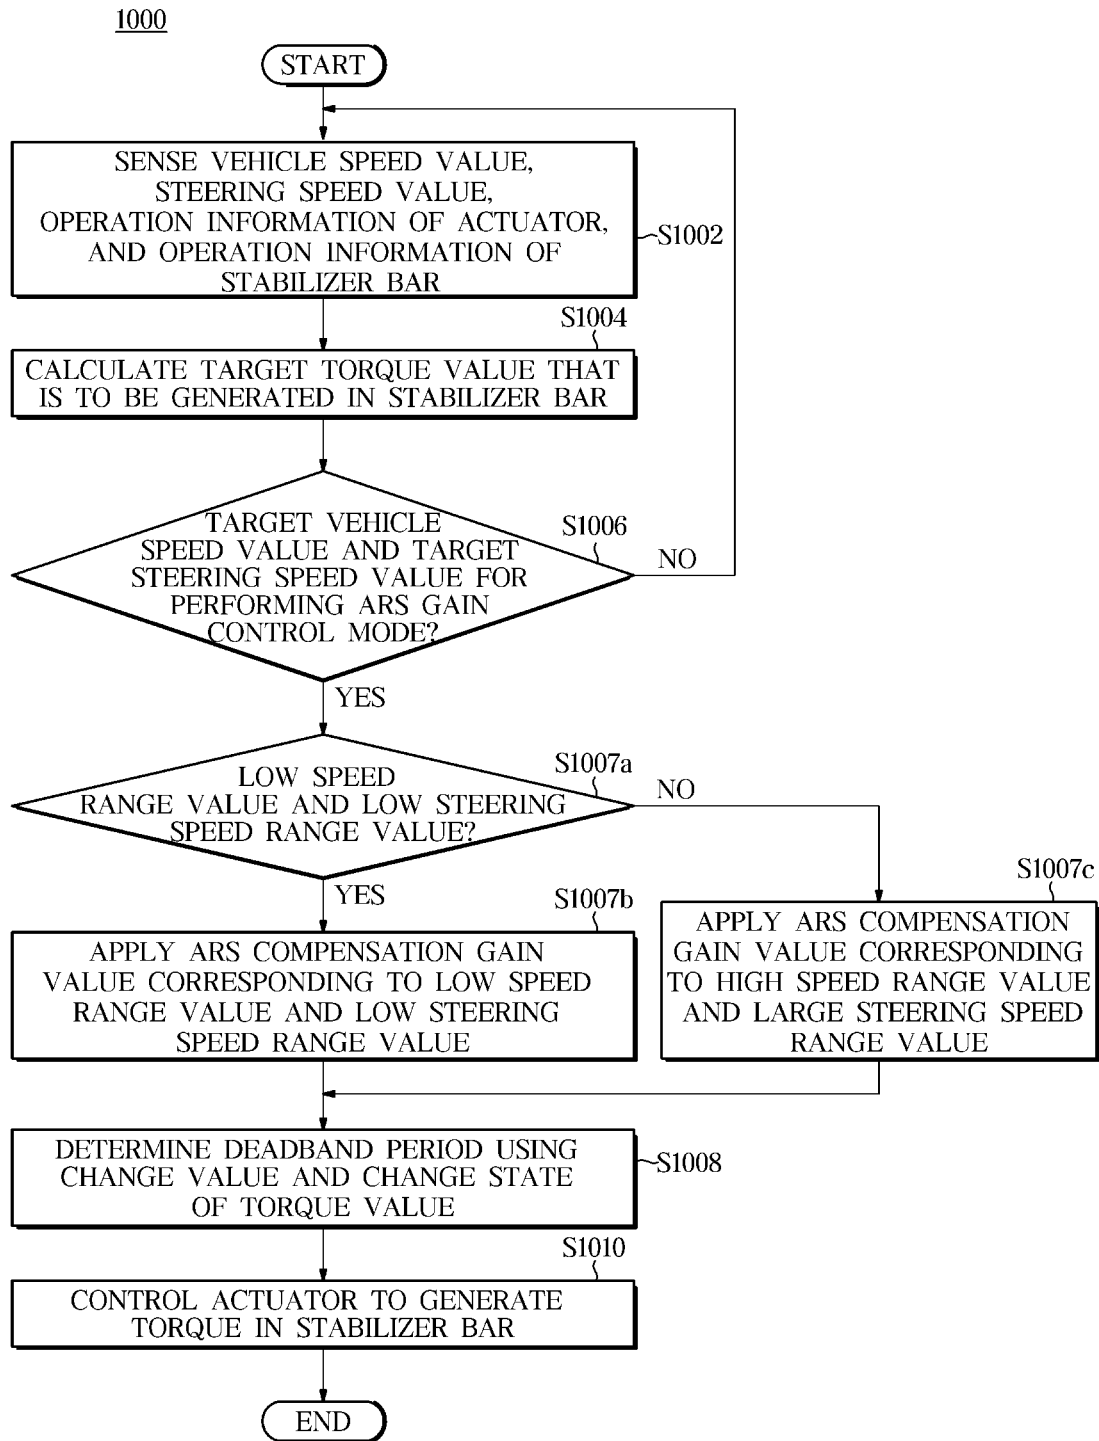 1000
START
SENSE VEHICLE SPEED VALUE,
STEERING SPEED VALUE,
OPERATION INFORMATION OF ACTUATOR,
AND OPERATION INFORMATION OF
STABILIZER BAR
S1002
S1004
CALCULATE TARGET TORQUE VALUE THAT
IS TO BE GENERATED IN STABILIZER BAR
S1006
TARGET VEHICLE
SPEED VALUE AND TARGET
STEERING SPEED VALUE FOR
PERFORMING ARS GAIN
CONTROL MODE?
NO
YES
S1007a
LOW SPEED
RANGE VALUE AND LOW STEERING
SPEED RANGE VALUE?
NO
YES
S1007b
APPLY ARS COMPENSATION GAIN
VALUE CORRESPONDING TO LOW SPEED
RANGE VALUE AND LOW STEERING
SPEED RANGE VALUE
S1007c
APPLY ARS COMPENSATION
GAIN VALUE CORRESPONDING
TO HIGH SPEED RANGE VALUE
AND LARGE STEERING SPEED
RANGE VALUE
DETERMINE DEADBAND PERIOD USING
CHANGE VALUE AND CHANGE STATE
OF TORQUE VALUE
S1008
S1010
CONTROL ACTUATOR TO GENERATE
TORQUE IN STABILIZER BAR
END